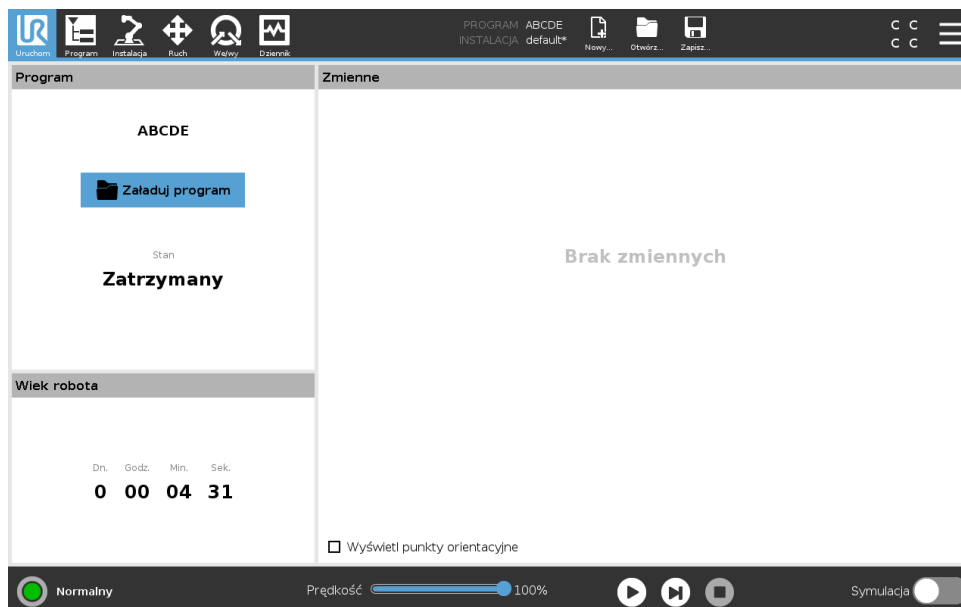 UR
Uruchom
Program
Instalacja
Ruch
We/wy
Dziennik
PROGRAM ABCDE
INSTALACJA default*
Nowy...
Otwórz...
Zapisz...
C C
C C
Program
ABCDE
Załaduj program
Stan
Zatrzymany
Wiek robota
Dn. Godz. Min. Sek.
0 00 04 31
Zmienne
Brak zmiennych
Wyświetl punkty orientacyjne
Normalny
Prędkość 100%
Symulacja